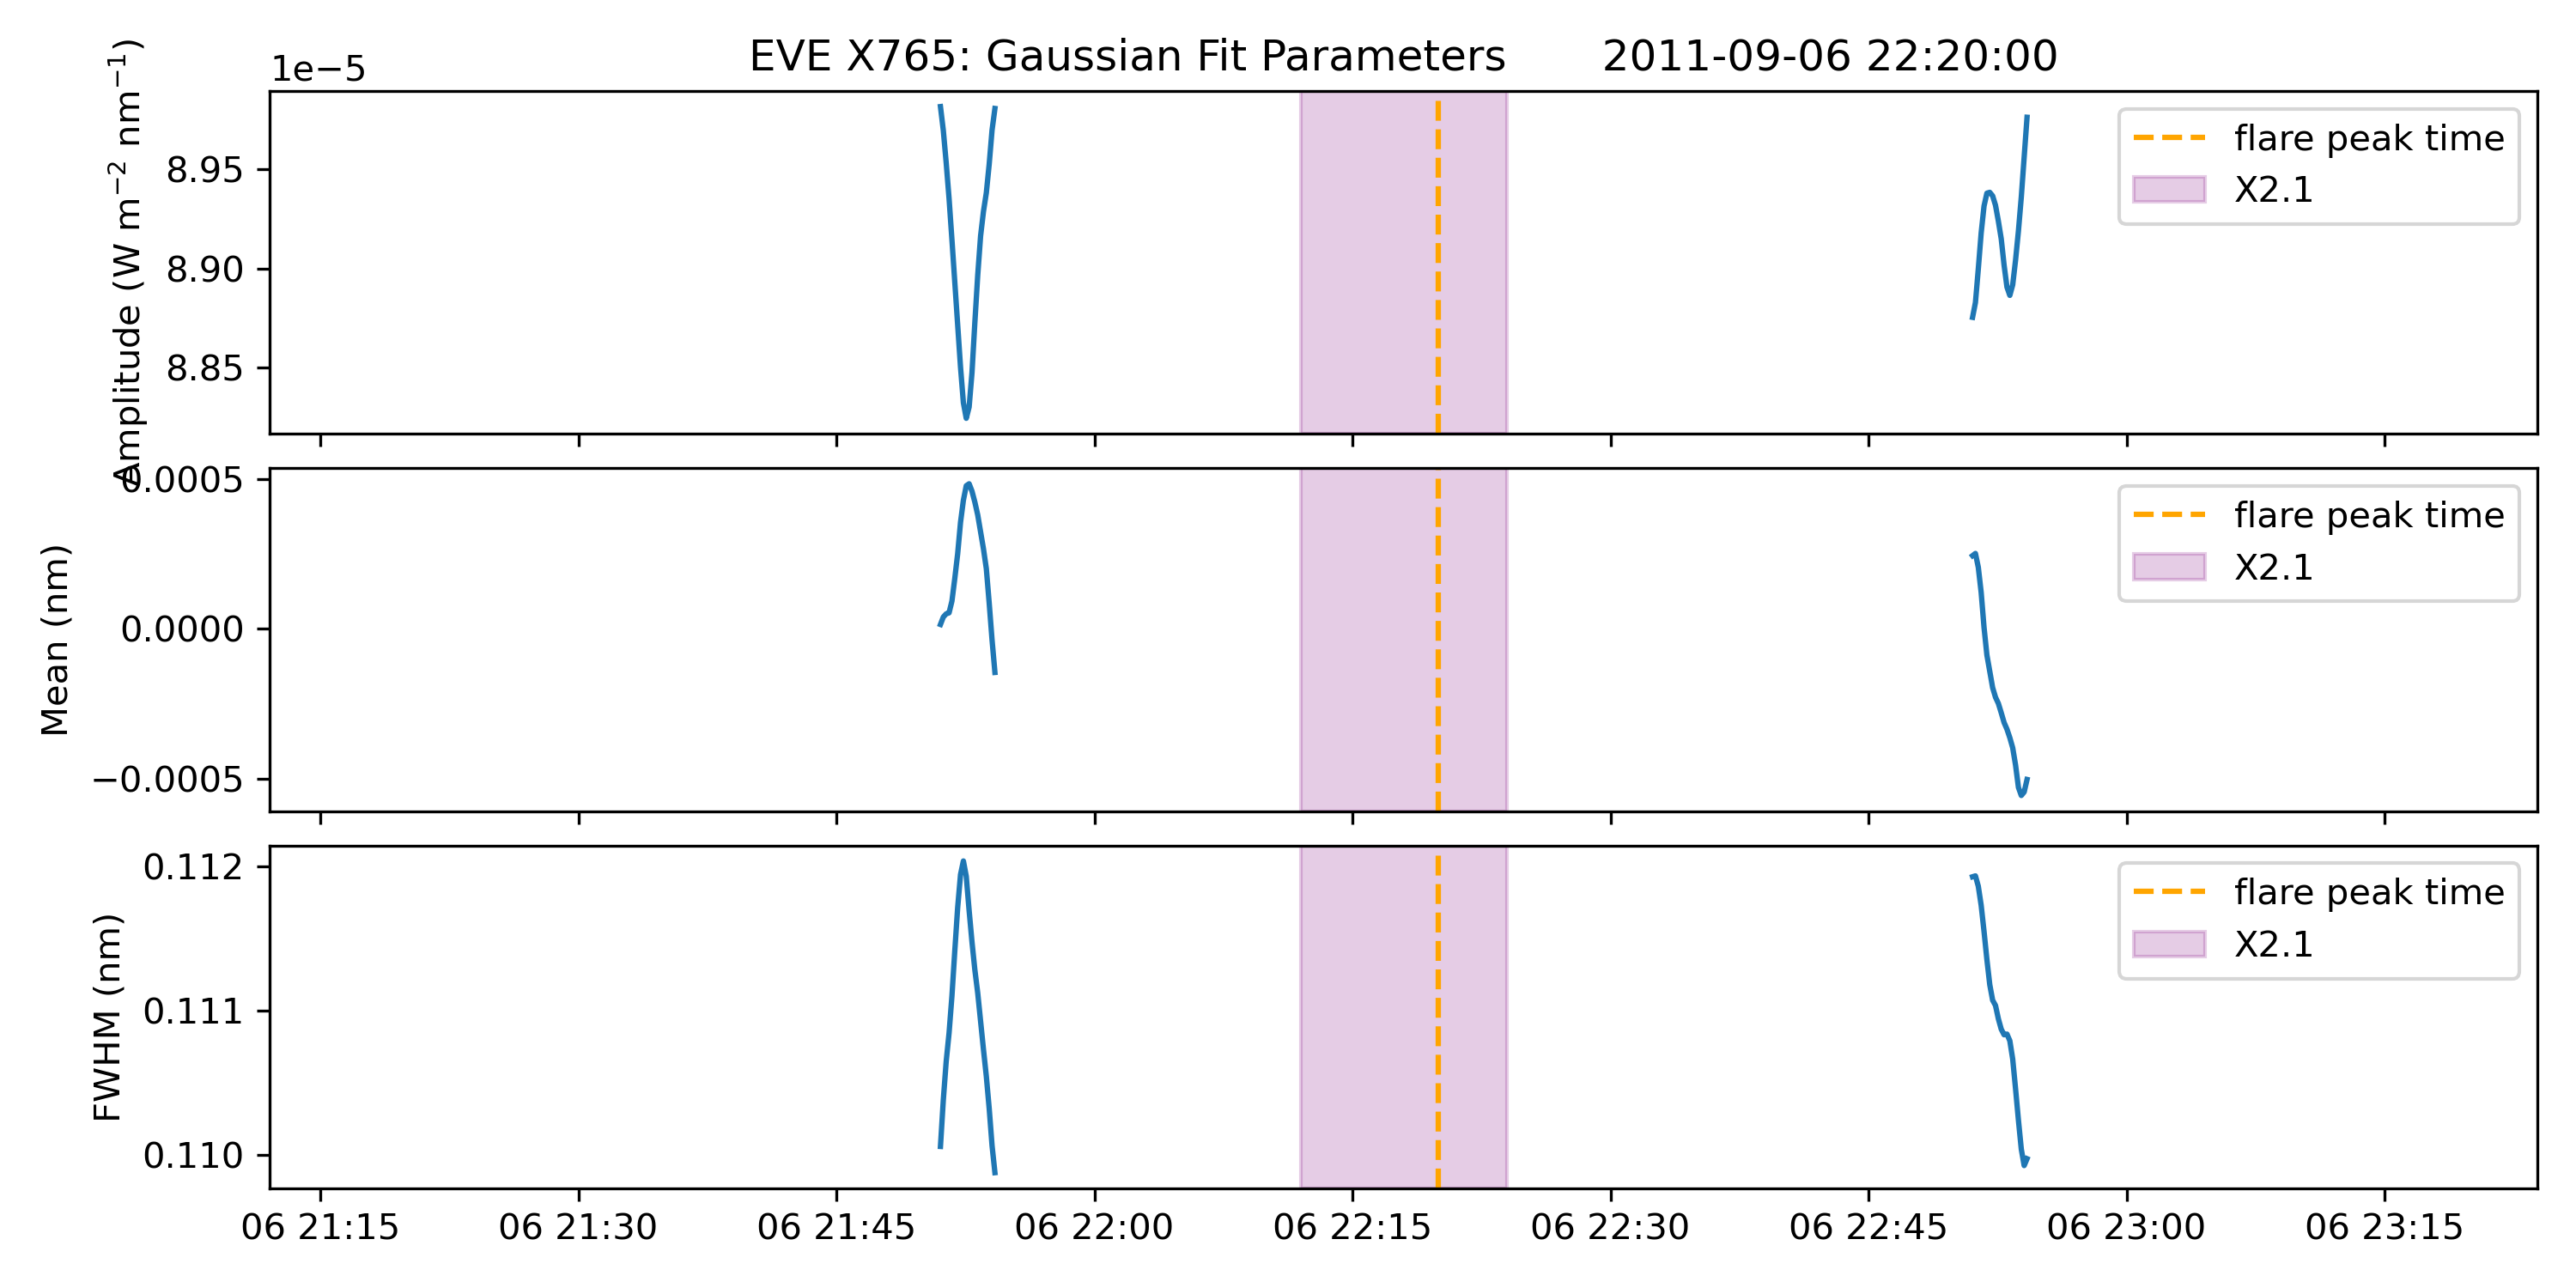 EVE X765: Gaussian Fit Parameters 2011-09-06 22:20:00
1e−5
Amplitude (W m⁻² nm⁻¹)
8.95
8.90
8.85
flare peak time
X2.1
Mean (nm)
0.0005
0.0000
−0.0005
flare peak time
X2.1
FWHM (nm)
0.112
0.111
0.110
flare peak time
X2.1
06 21:15 06 21:30 06 21:45 06 22:00 06 22:15 06 22:30 06 22:45 06 23:00 06 23:15